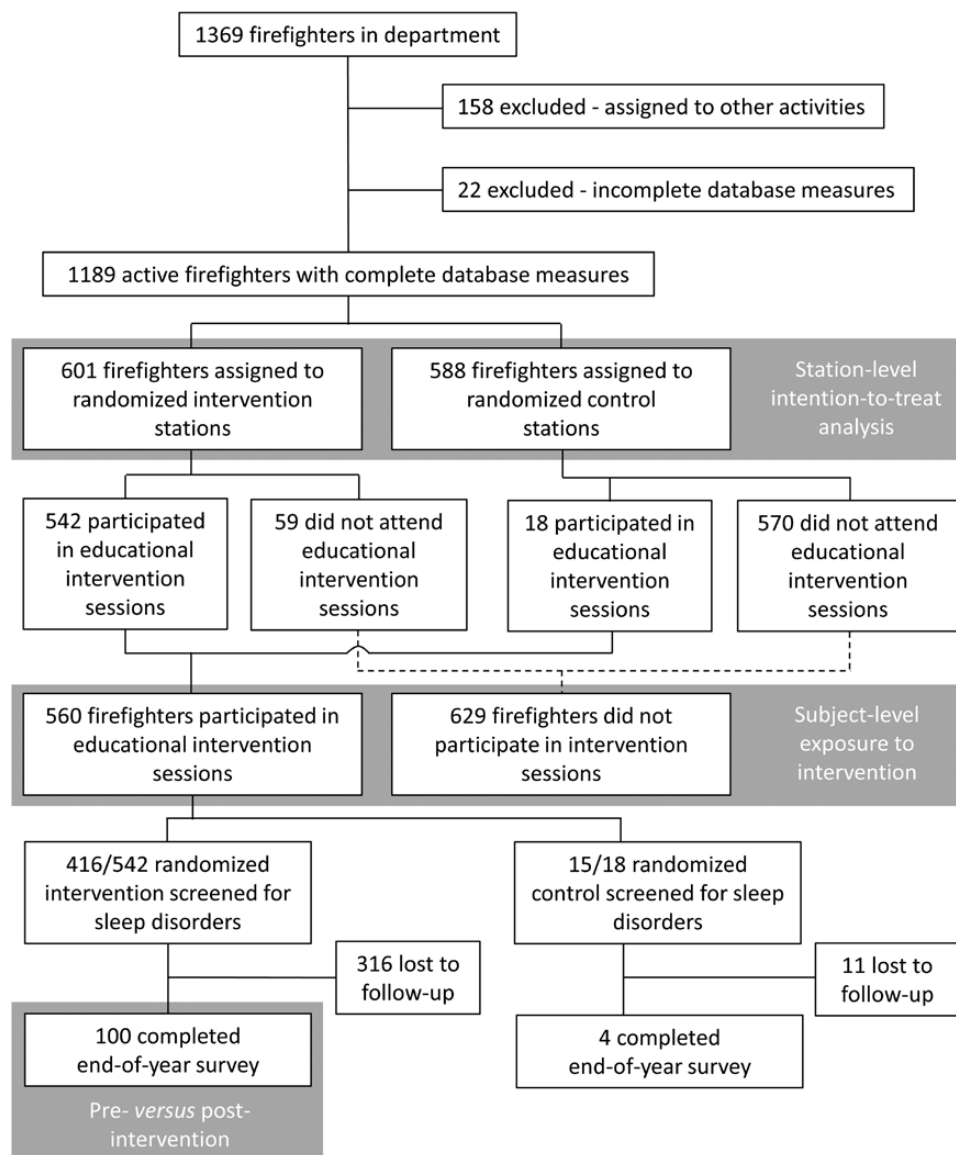 1369 firefighters in department
158 excluded - assigned to other activities
22 excluded - incomplete database measures
1189 active firefighters with complete database measures
601 firefighters assigned to
randomized intervention
stations
588 firefighters assigned to
randomized control
stations
Station-level
intention-to-treat
analysis
542 participated
in educational
intervention
sessions
59 did not attend
educational
intervention
sessions
18 participated in
educational
intervention
sessions
570 did not attend
educational
intervention
sessions
560 firefighters participated in
educational intervention
sessions
629 firefighters did not
participate in intervention
sessions
Subject-level
exposure to
intervention
416/542 randomized
intervention screened for
sleep disorders
15/18 randomized
control screened for sleep
disorders
316 lost to
follow-up
11 lost to
follow-up
100 completed
end-of-year survey
4 completed
end-of-year survey
Pre- versus post-
intervention